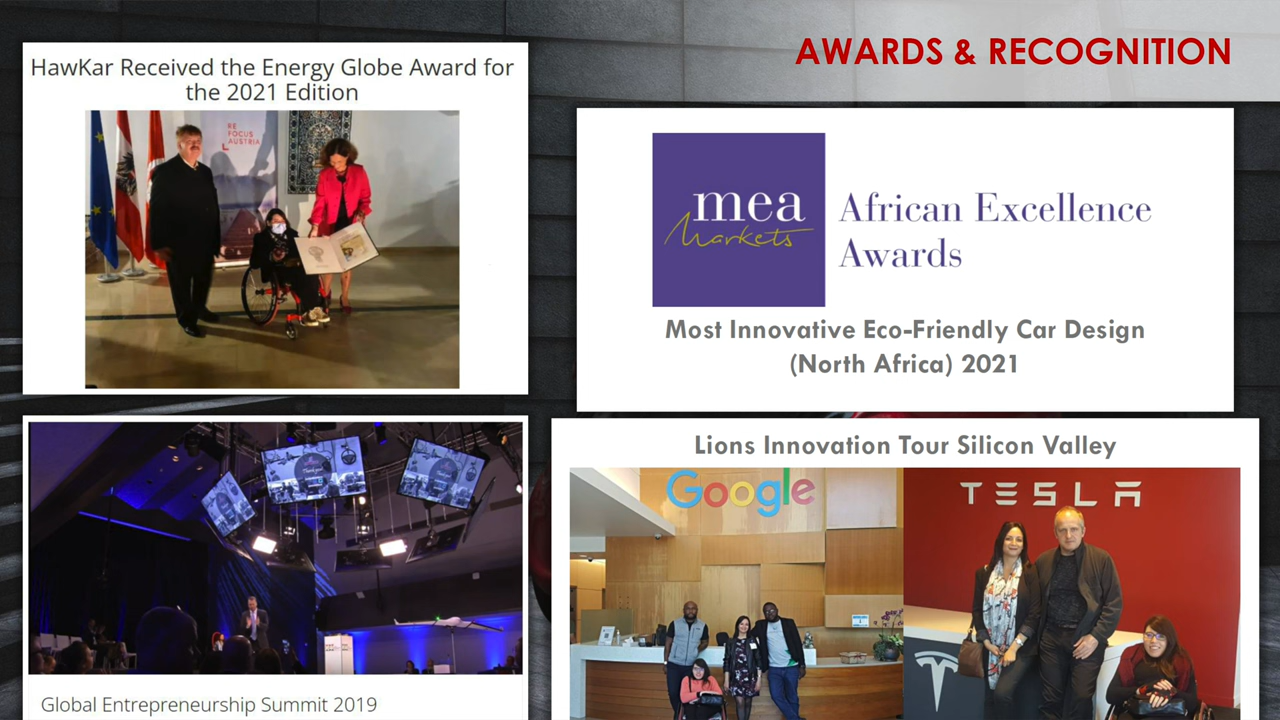 AWARDS & RECOGNITION
HawKar Received the Energy Globe Award for
the 2021 Edition
RE
FOCUS
AUSTRIA
mea
Markets
African Excellence
Awards
Most Innovative Eco-Friendly Car Design
(North Africa) 2021
Global Entrepreneurship Summit 2019
Lions Innovation Tour Silicon Valley
Google
TESLA